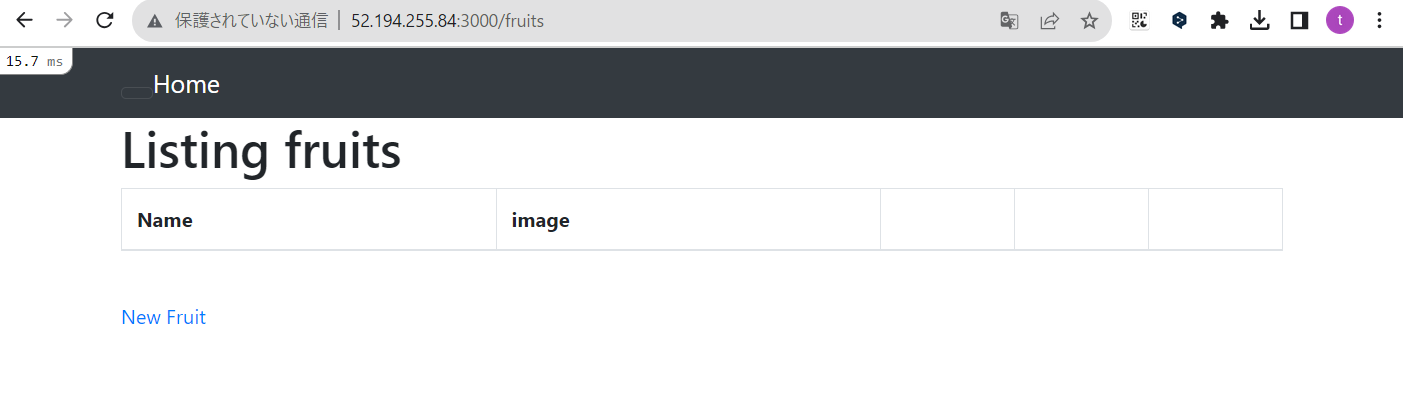 保護されていない通信 | 52.194.255.84:3000/fruits
t
15.7 ms
Home
Listing fruits
Name image
New Fruit